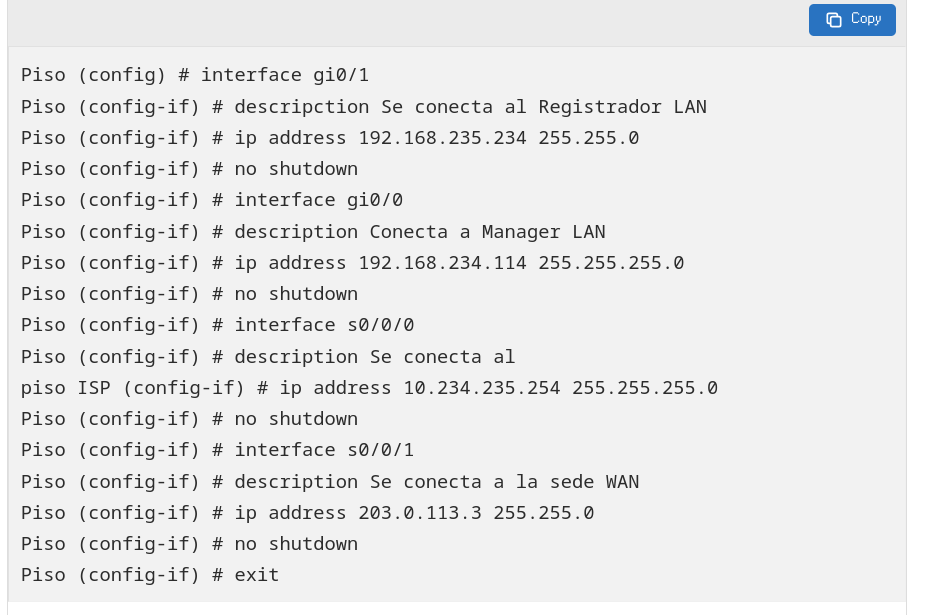 Copy
Piso (config) # interface gi0/1
Piso (config-if) # descripction Se conecta al Registrador LAN
Piso (config-if) # ip address 192.168.235.234 255.255.0
Piso (config-if) # no shutdown
Piso (config-if) # interface gi0/0
Piso (config-if) # description Conecta a Manager LAN
Piso (config-if) # ip address 192.168.234.114 255.255.255.0
Piso (config-if) # no shutdown
Piso (config-if) # interface s0/0/0
Piso (config-if) # description Se conecta al
piso ISP (config-if) # ip address 10.234.235.254 255.255.255.0
Piso (config-if) # no shutdown
Piso (config-if) # interface s0/0/1
Piso (config-if) # description Se conecta a la sede WAN
Piso (config-if) # ip address 203.0.113.3 255.255.0
Piso (config-if) # no shutdown
Piso (config-if) # exit